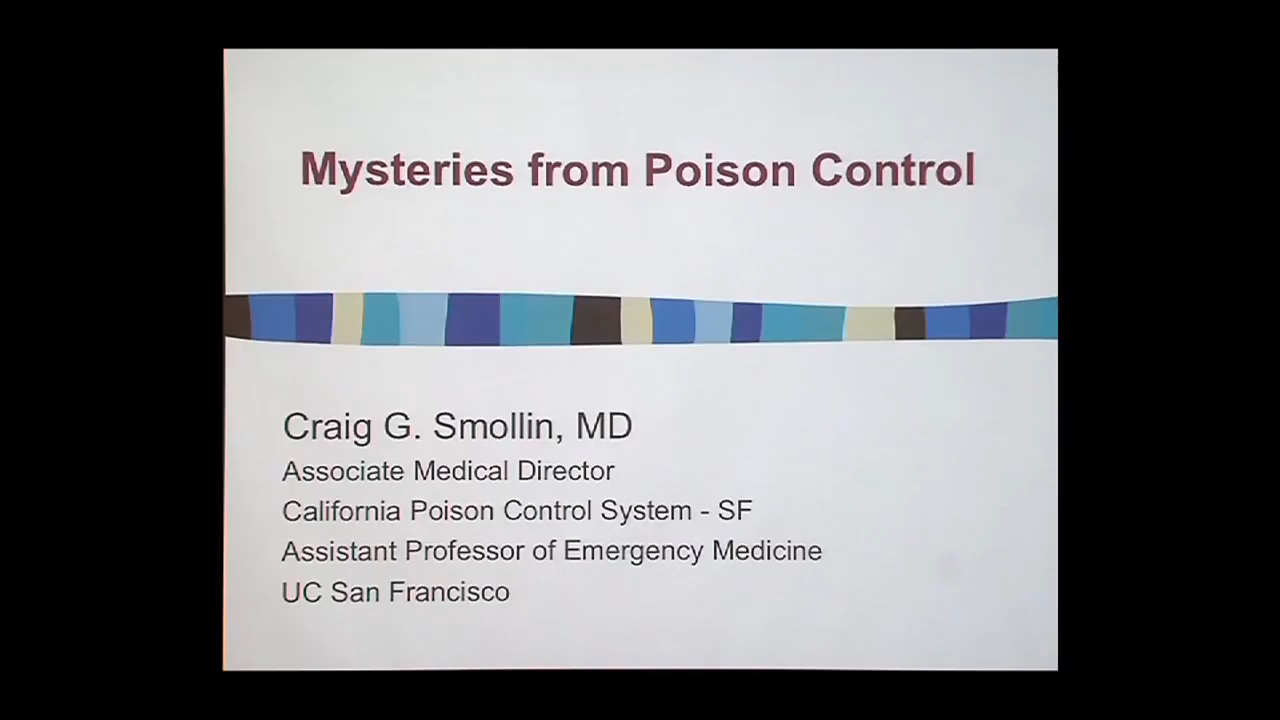 Mysteries from Poison Control
Craig G. Smollin, MD
Associate Medical Director
California Poison Control System - SF
Assistant Professor of Emergency Medicine
UC San Francisco